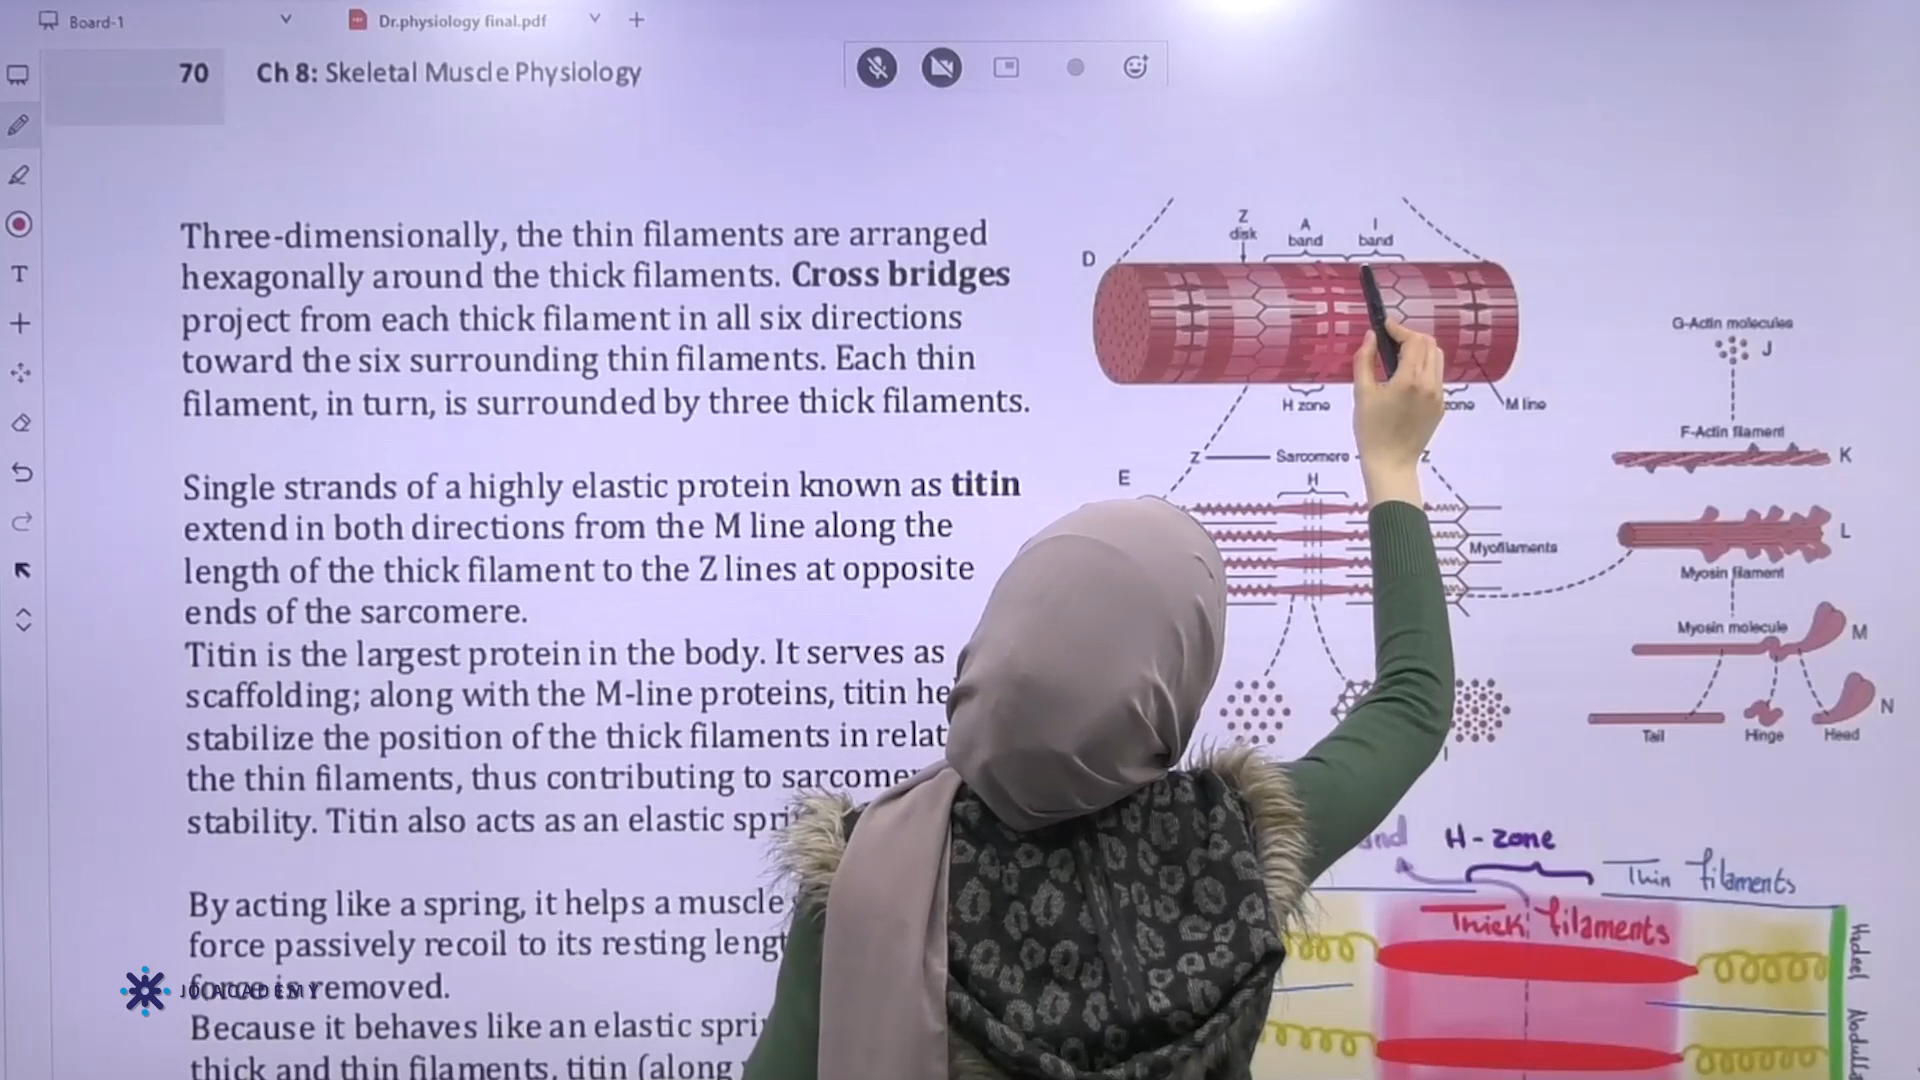 Board-1
Dr.physiology final.pdf
70
Ch 8: Skeletal Muscle Physiology
Three-dimensionally, the thin filaments are arranged
hexagonally around the thick filaments. Cross bridges
project from each thick filament in all six directions
toward the six surrounding thin filaments. Each thin
filament, in turn, is surrounded by three thick filaments.
Single strands of a highly elastic protein known as titin
extend in both directions from the M line along the
length of the thick filament to the Z lines at opposite
ends of the sarcomere.
Titin is the largest protein in the body. It serves as
scaffolding; along with the M-line proteins, titin he
stabilize the position of the thick filaments in relat
the thin filaments, thus contributing to sarcomer
stability. Titin also acts as an elastic spri
By acting like a spring, it helps a muscle
force passively recoil to its resting lengt
force is removed.
Because it behaves like an elastic spri
thick and thin filaments, titin (along
JO ACADEMY
D
Z disk
A band
I band
H zone
zone
M line
Z
Sarcomere
Z
E
H
Myofilaments
I
G-Actin molecules
J
F-Actin filament
K
L
Myosin filament
Myosin molecule
M
N
Tail
Hinge
Head
and
H-zone
Thin filaments
Thick filaments
Hadeel